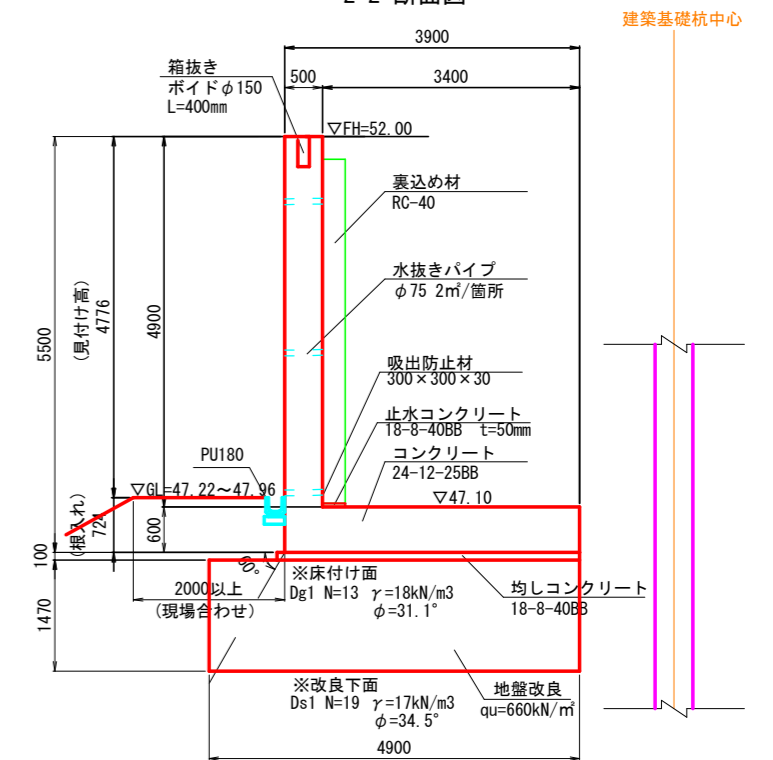 建築基礎杭中心
3900
500
3400
箱抜き
ボイドφ150
L=400mm
▽FH=52.00
裏込め材
RC-40
水抜きパイプ
φ75 2㎡/箇所
吸出防止材
300×300×30
止水コンクリート
18-8-40BB t=50mm
コンクリート
24-12-25BB
PU180
▽GL=47.22～47.96
▽47.10
5500
(見付け高)
4776
4900
(根入れ)
724
600
100
1470
90°
2000以上
(現場合わせ)
※床付け面
Dg1 N=13 γ=18kN/m3
φ=31.1°
均しコンクリート
18-8-40BB
※改良下面
Ds1 N=19 γ=17kN/m3
φ=34.5°
地盤改良
qu=660kN/㎡
4900